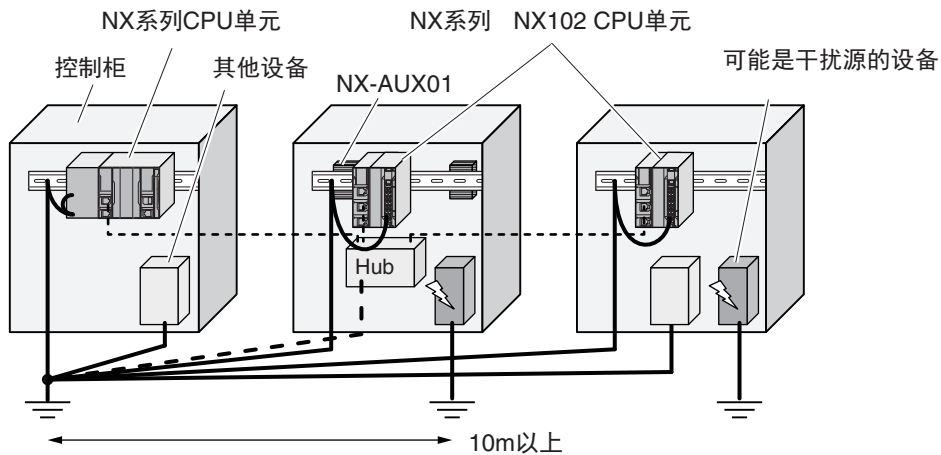 NX系列CPU单元
NX系列 NX102 CPU单元
控制柜
其他设备
NX-AUX01
可能是干扰源的设备
Hub
10m以上